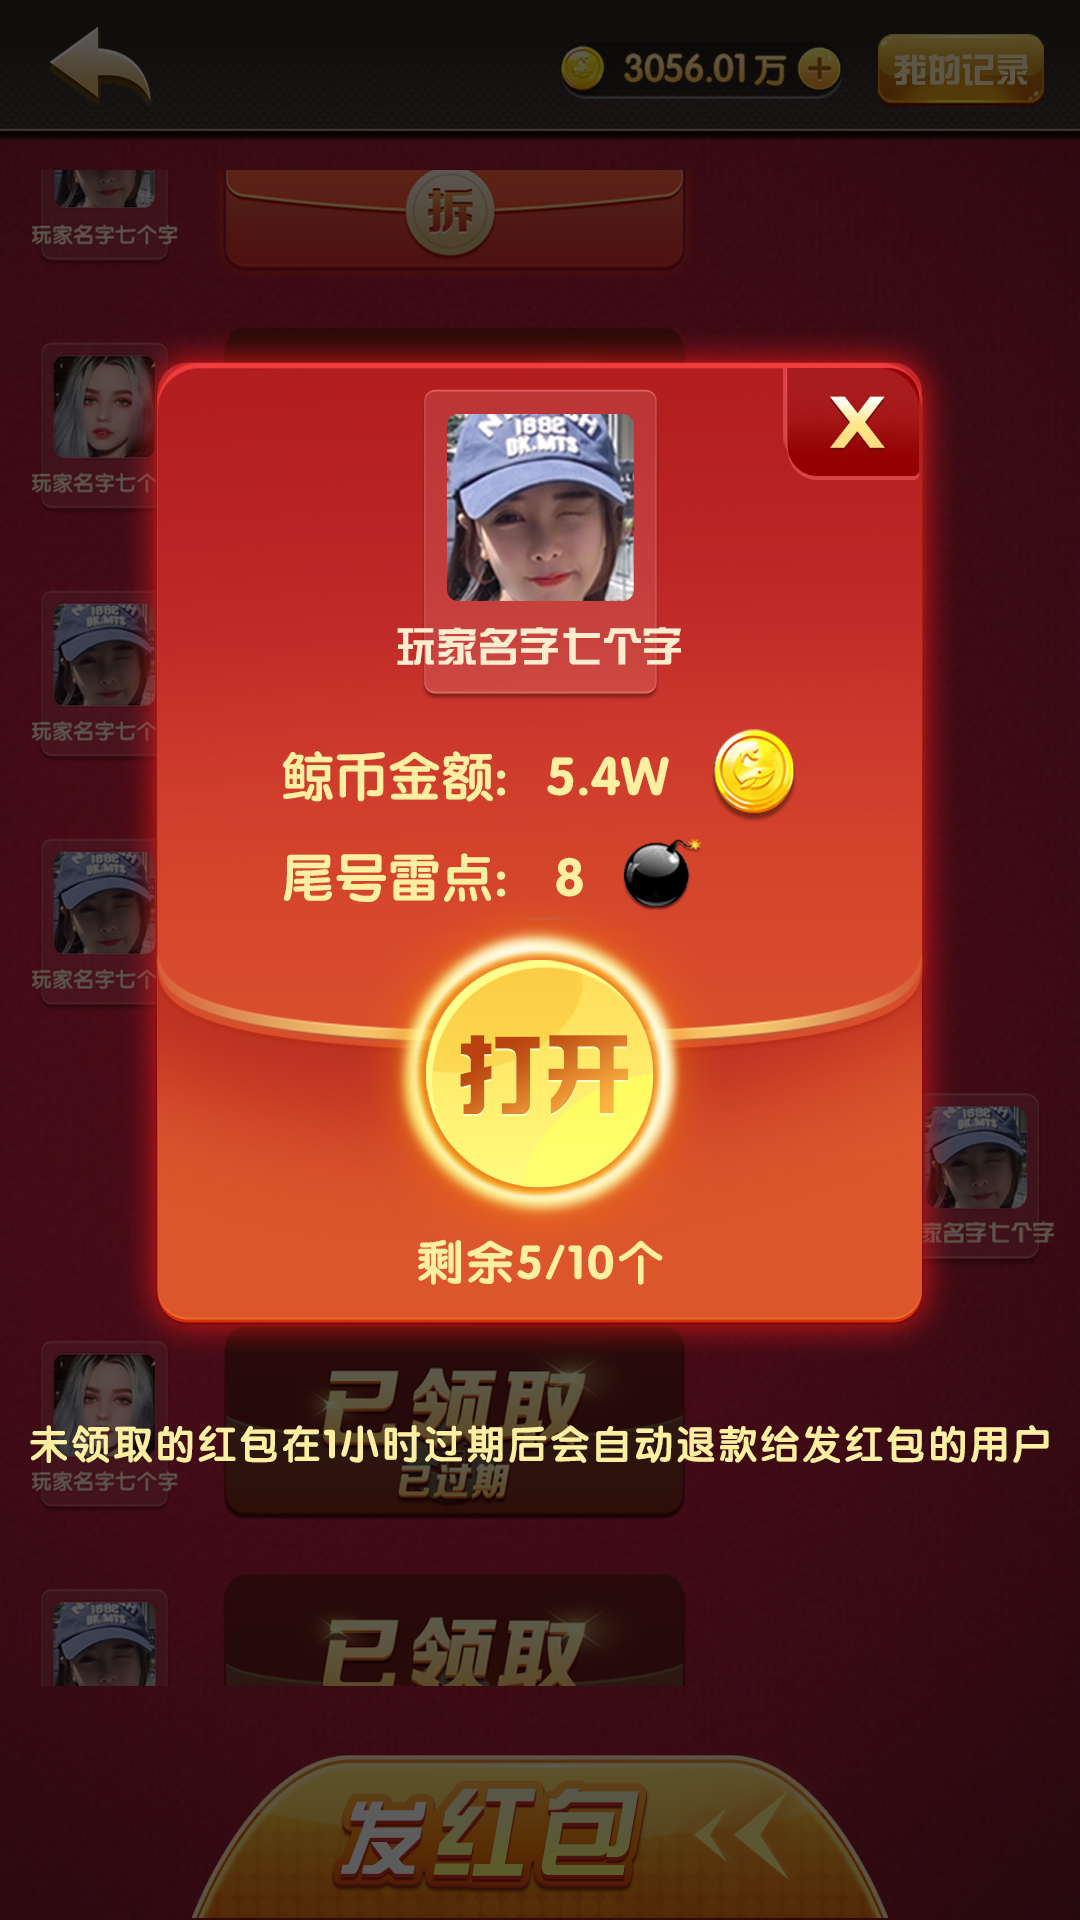 3056.01万
我的记录
拆
玩家名字七个字
玩家名字七个
X
1882
DK.MTS
玩家名字七个字
鲸币金额: 5.4W
尾号雷点: 8
玩家名字七个
玩家名字七个
打开
家名字七个字
剩余5/10个
已领取
未领取的红包在1小时过期后会自动退款给发红包的用户
已过期
玩家名字七个字
已领取
发红包